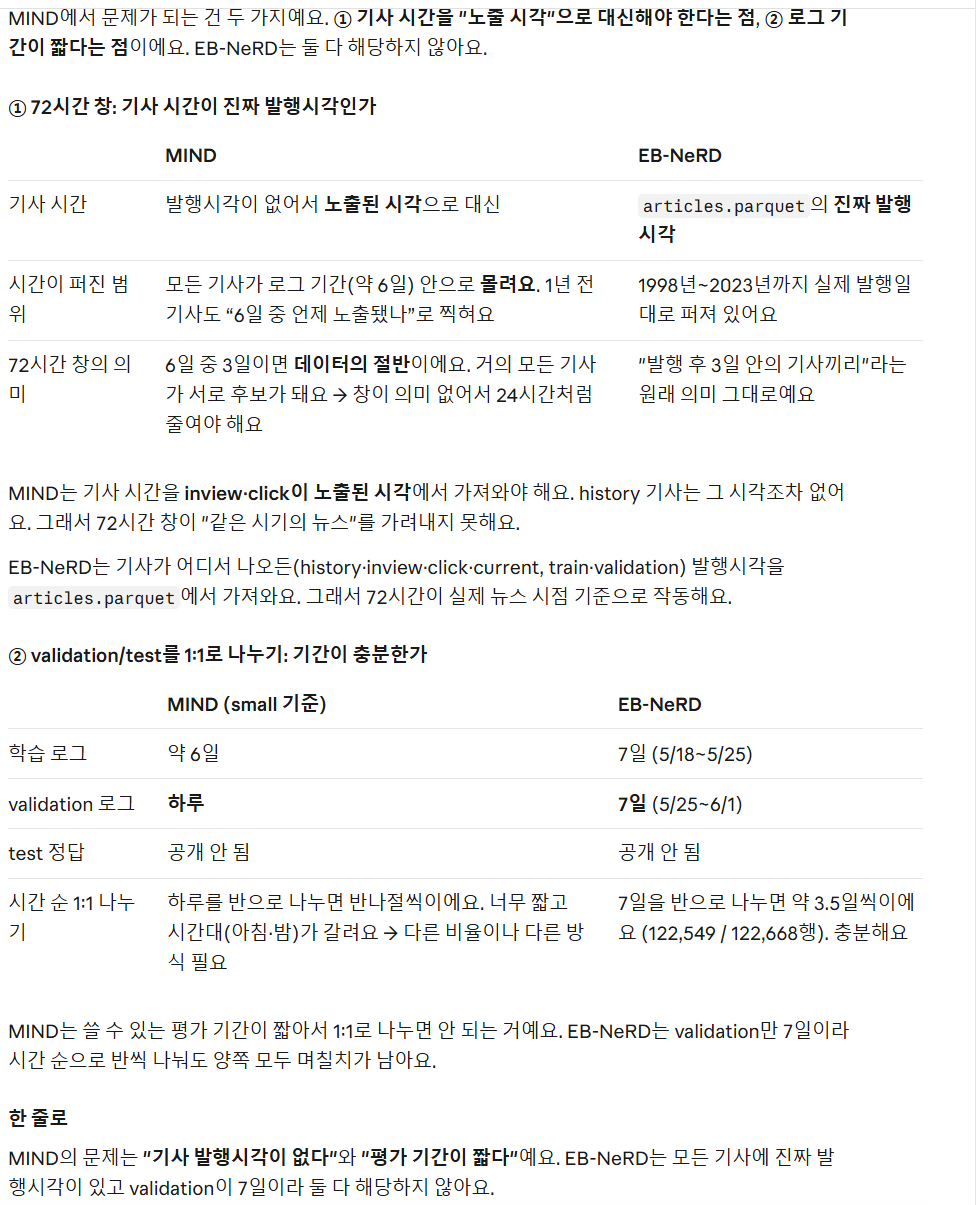 MIND에서 문제가 되는 건 두 가지예요. ① 기사 시간을 "노출 시각"으로 대신해야 한다는 점, ② 로그 기
간이 짧다는 점이에요. EB-NeRD는 둘 다 해당하지 않아요.
① 72시간 창: 기사 시간이 진짜 발행시각인가
MIND EB-NeRD
기사 시간 발행시각이 없어서 노출된 시각으로 대신 articles.parquet의 진짜 발행
시각
시간이 퍼진 범 모든 기사가 로그 기간(약 6일) 안으로 몰려요. 1년 전 1998년~2023년까지 실제 발행일
위 기사도 “6일 중 언제 노출됐나”로 찍혀요 대로 퍼져 있어요
72시간 창의 의 6일 중 3일이면 데이터의 절반이에요. 거의 모든 기사 "발행 후 3일 안의 기사끼리"라는
미 가 서로 후보가 돼요 → 창이 의미 없어서 24시간처럼 원래 의미 그대로예요
줄여야 해요
MIND는 기사 시간을 inview·click이 노출된 시각에서 가져와야 해요. history 기사는 그 시각조차 없어
요. 그래서 72시간 창이 "같은 시기의 뉴스"를 가려내지 못해요.
EB-NeRD는 기사가 어디서 나오든(history·inview·click·current, train·validation) 발행시각을
articles.parquet에서 가져와요. 그래서 72시간이 실제 뉴스 시점 기준으로 작동해요.
② validation/test를 1:1로 나누기: 기간이 충분한가
MIND (small 기준) EB-NeRD
학습 로그 약 6일 7일 (5/18~5/25)
validation 로그 하루 7일 (5/25~6/1)
test 정답 공개 안 됨 공개 안 됨
시간 순 1:1 나누 하루를 반으로 나누면 반나절씩이에요. 너무 짧고 7일을 반으로 나누면 약 3.5일씩이에
기 시간대(아침·밤)가 갈려요 → 다른 비율이나 다른 방 요 (122,549 / 122,668행). 충분해요
식 필요
MIND는 쓸 수 있는 평가 기간이 짧아서 1:1로 나누면 안 되는 거예요. EB-NeRD는 validation만 7일이라
시간 순으로 반씩 나눠도 양쪽 모두 며칠치가 남아요.
한 줄로
MIND의 문제는 "기사 발행시각이 없다"와 "평가 기간이 짧다"예요. EB-NeRD는 모든 기사에 진짜 발
행시각이 있고 validation이 7일이라 둘 다 해당하지 않아요.